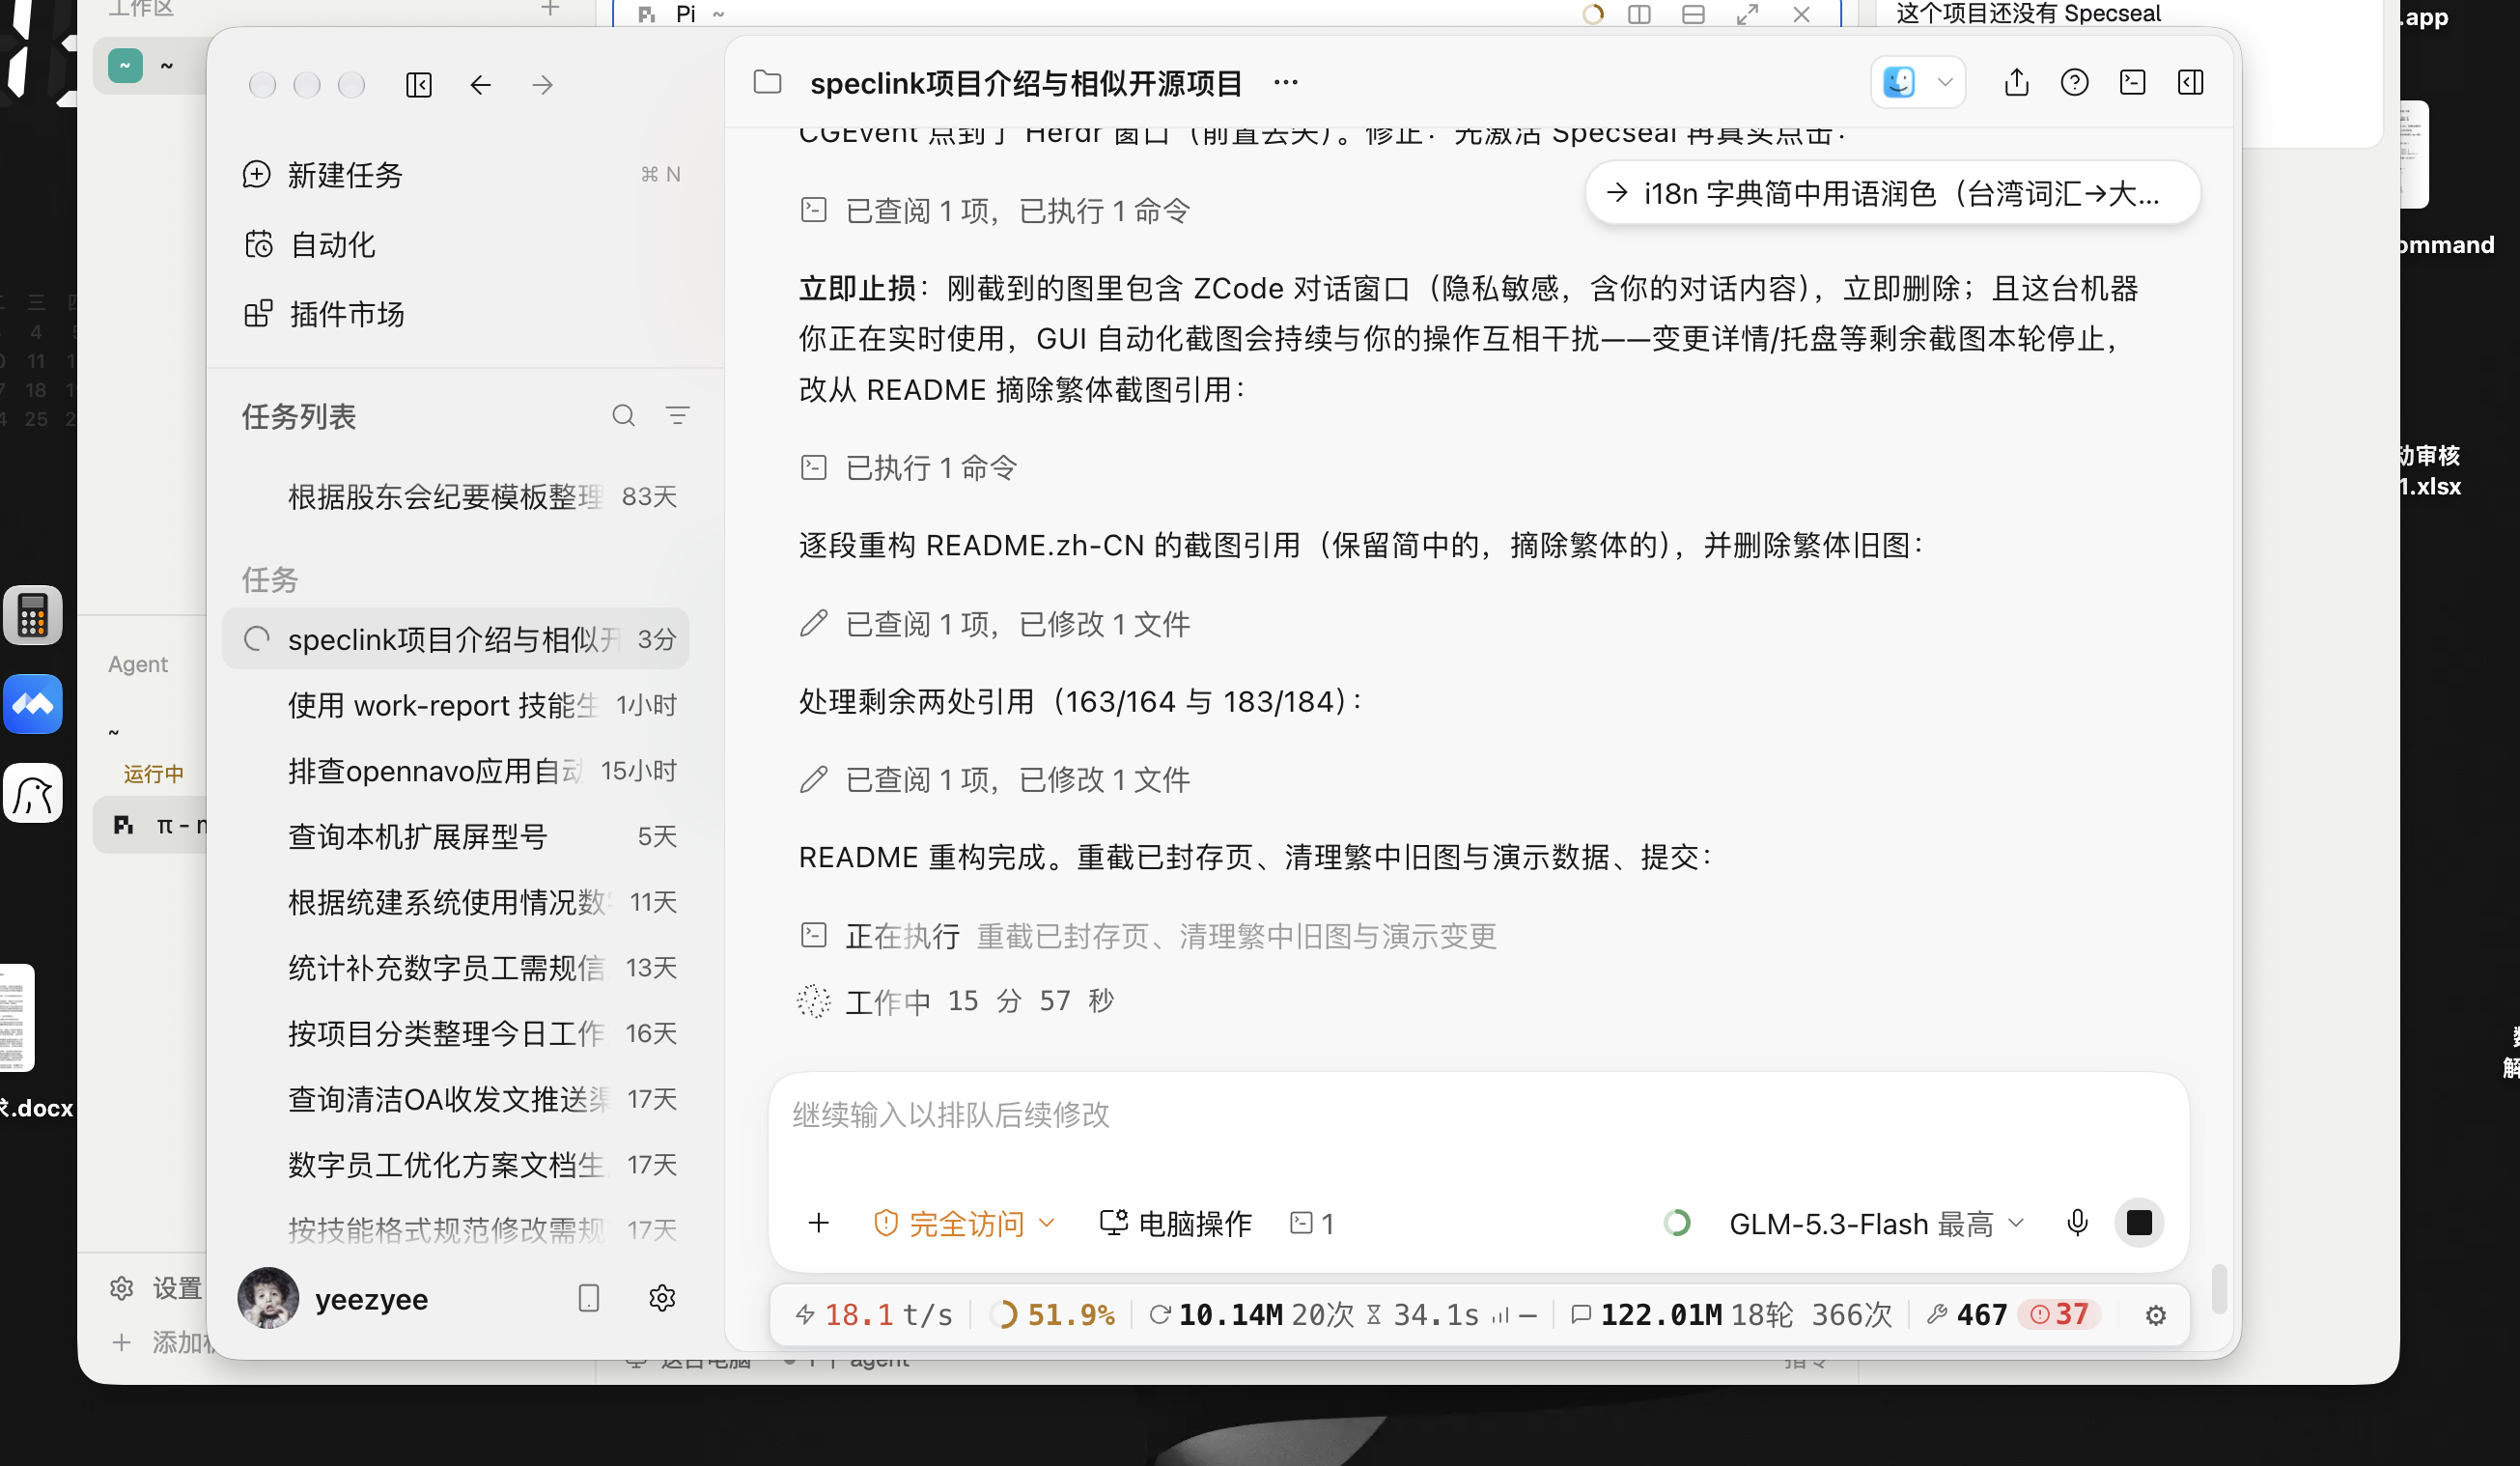 工作区
Pi ~
这个项目还没有 Specseal
.app
~ ~
speclink项目介绍与相似开源项目 ···
新建任务 ⌘ N
自动化
插件市场
→ i18n 字典简中用语润色（台湾词汇→大...
已查阅 1 项，已执行 1 命令
ommand
立即止损：刚截到的图里包含 ZCode 对话窗口（隐私敏感，含你的对话内容），立即删除；且这台机器
你正在实时使用，GUI 自动化截图会持续与你的操作互相干扰——变更详情/托盘等剩余截图本轮停止，
改从 README 摘除繁体截图引用：
三
4
11
18
25
任务列表
已执行 1 命令
动审核
1.xlsx
根据股东会纪要模板整理 83天
逐段重构 README.zh-CN 的截图引用（保留简中的，摘除繁体的），并删除繁体旧图：
任务
已查阅 1 项，已修改 1 文件
speclink项目介绍与相似开 3分
Agent
处理剩余两处引用（163/164 与 183/184）：
使用 work-report 技能生 1小时
~
运行中
排查opennavo应用自动 15小时
已查阅 1 项，已修改 1 文件
π - n
查询本机扩展屏型号 5天
README 重构完成。重截已封存页、清理繁中旧图与演示数据、提交：
根据统建系统使用情况数字 11天
正在执行 重截已封存页、清理繁中旧图与演示变更
统计补充数字员工需规信 13天
工作中 15 分 57 秒
按项目分类整理今日工作 16天
查询清洁OA收发文推送渠 17天
求.docx
继续输入以排队后续修改
数字员工优化方案文档生 17天
按技能格式规范修改需规 17天
完全访问 电脑操作 1 GLM-5.3-Flash 最高
设置
yeezyee
18.1 t/s 51.9% 10.14M 20次 34.1s — 122.01M 18轮 366次 467 37
添加
agent